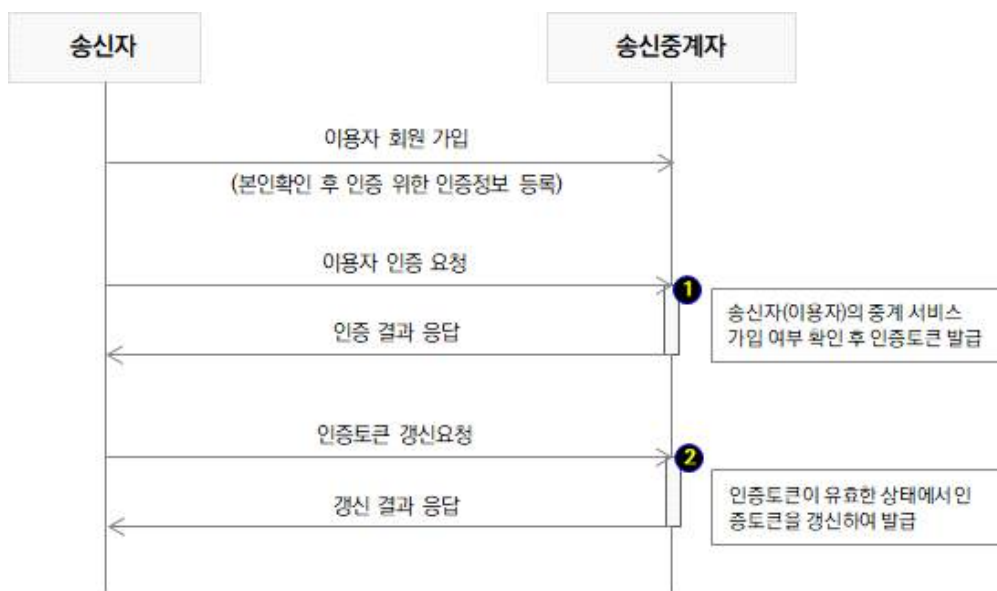 송신자
송신중계자
이용자 회원 가입
(본인확인 후 인증 위한 인증정보 등록)
이용자 인증 요청
1
송신자(이용자)의 중계 서비스
가입 여부 확인 후 인증토큰 발급
인증 결과 응답
인증토큰 갱신요청
2
인증토큰이 유효한 상태에서 인
증토큰을 갱신하여 발급
갱신 결과 응답